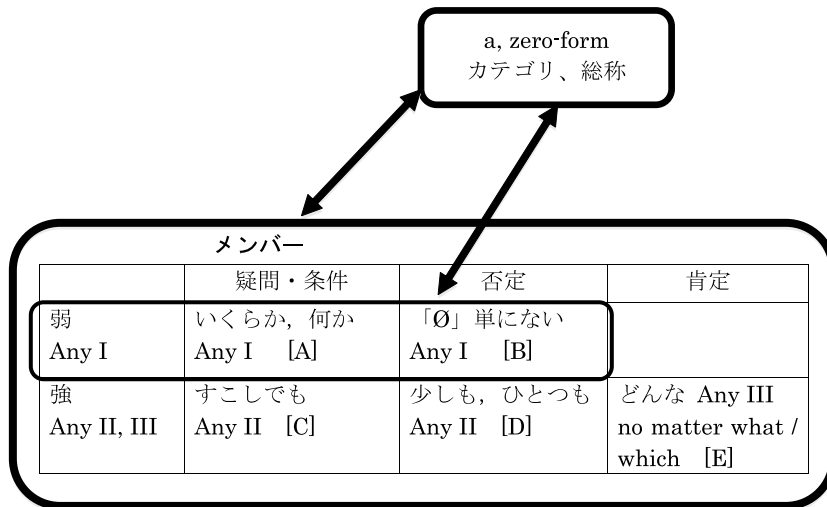 a, zero-form
カテゴリ、総称
メンバー
疑問・条件 否定 肯定
弱
Any I
いくらか，何か
Any I [A]
「Ø」単にない
Any I [B]
強
Any II, III
すこしでも
Any II [C]
少しも，ひとつも
Any II [D]
どんな Any III
no matter what /
which [E]